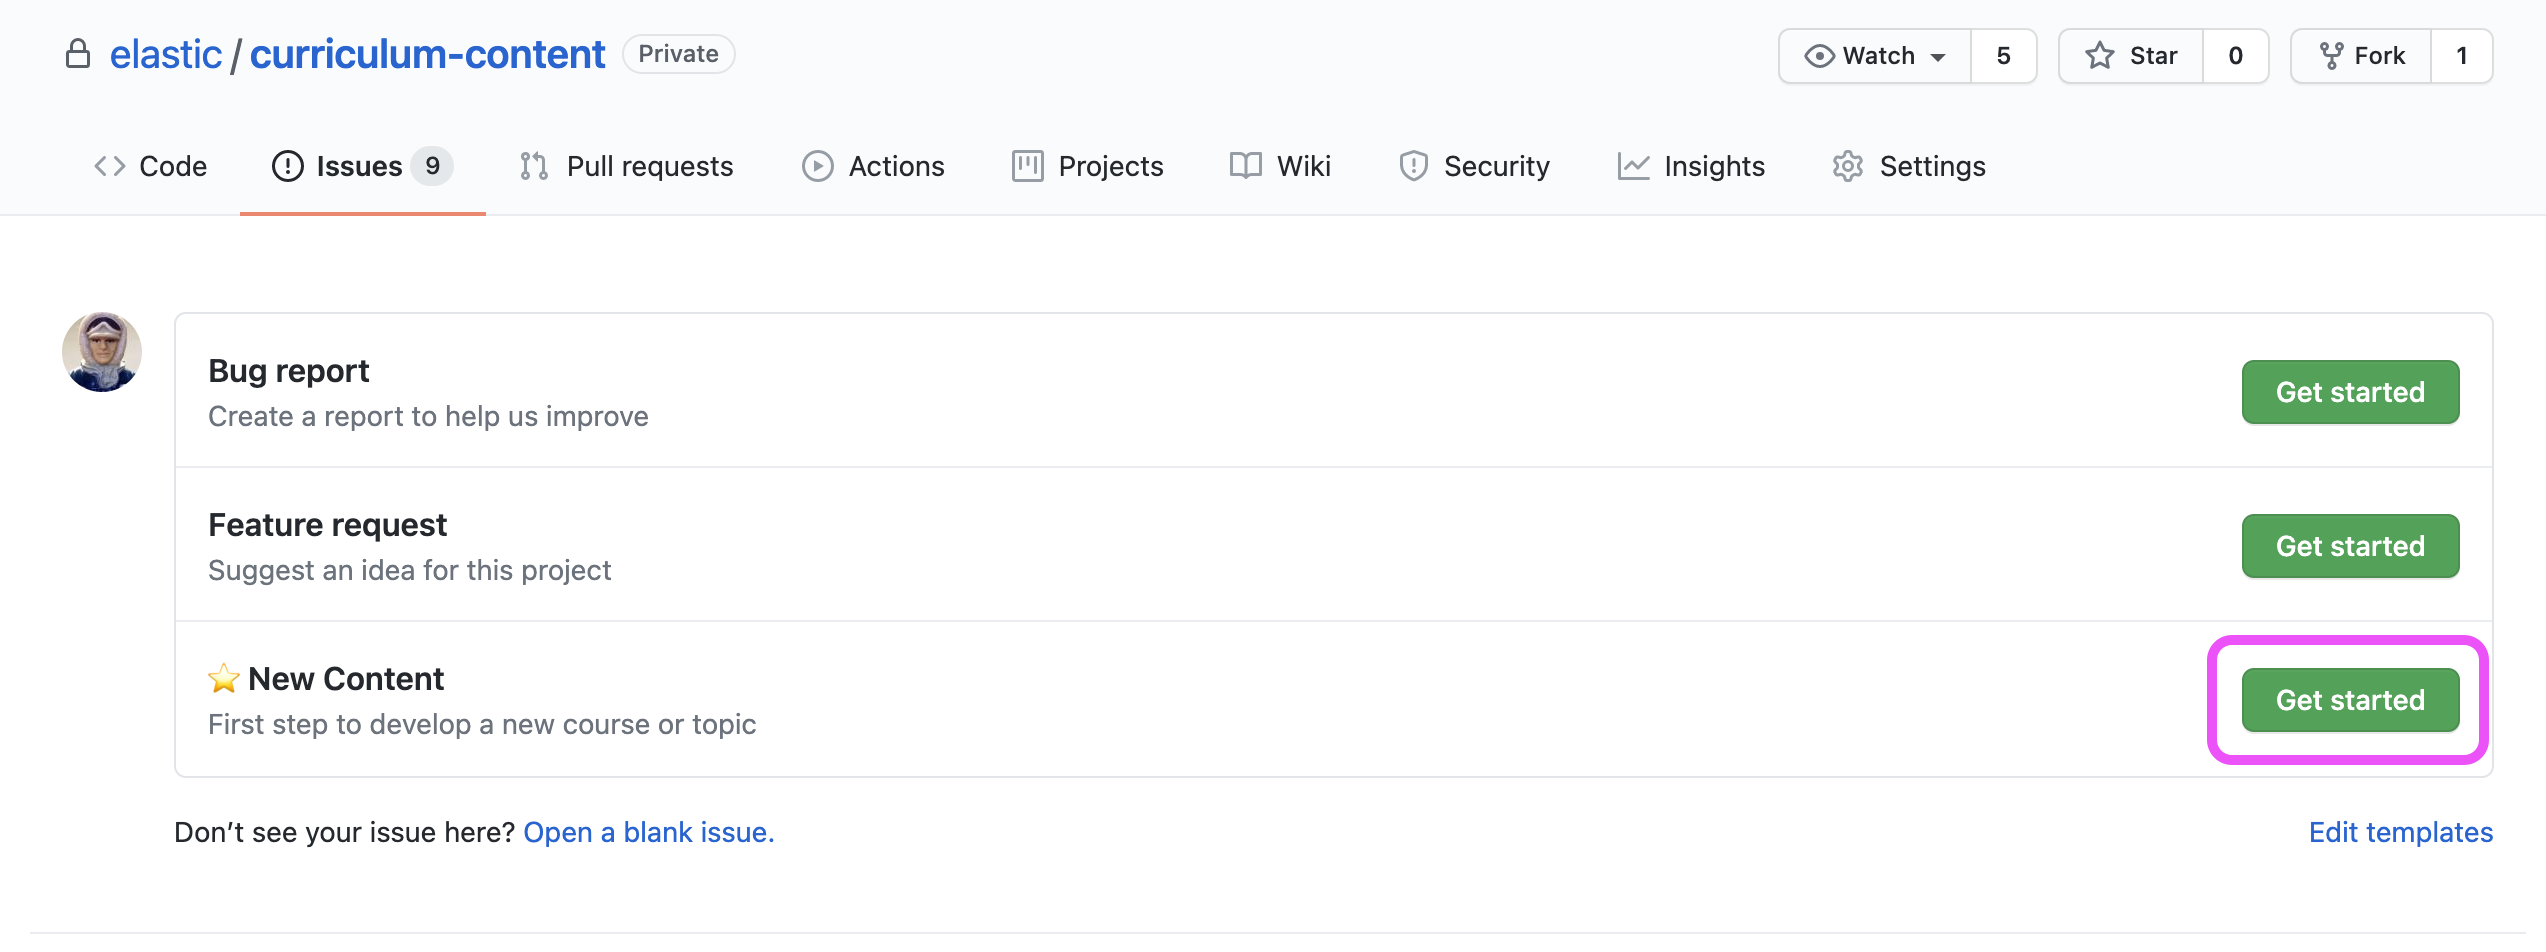 elastic / curriculum-content Private
Watch 5 Star 0 Fork 1
Code Issues 9 Pull requests Actions Projects Wiki Security Insights Settings
Bug report
Create a report to help us improve
Get started
Feature request
Suggest an idea for this project
Get started
⭐ New Content
First step to develop a new course or topic
Get started
Don’t see your issue here? Open a blank issue.
Edit templates